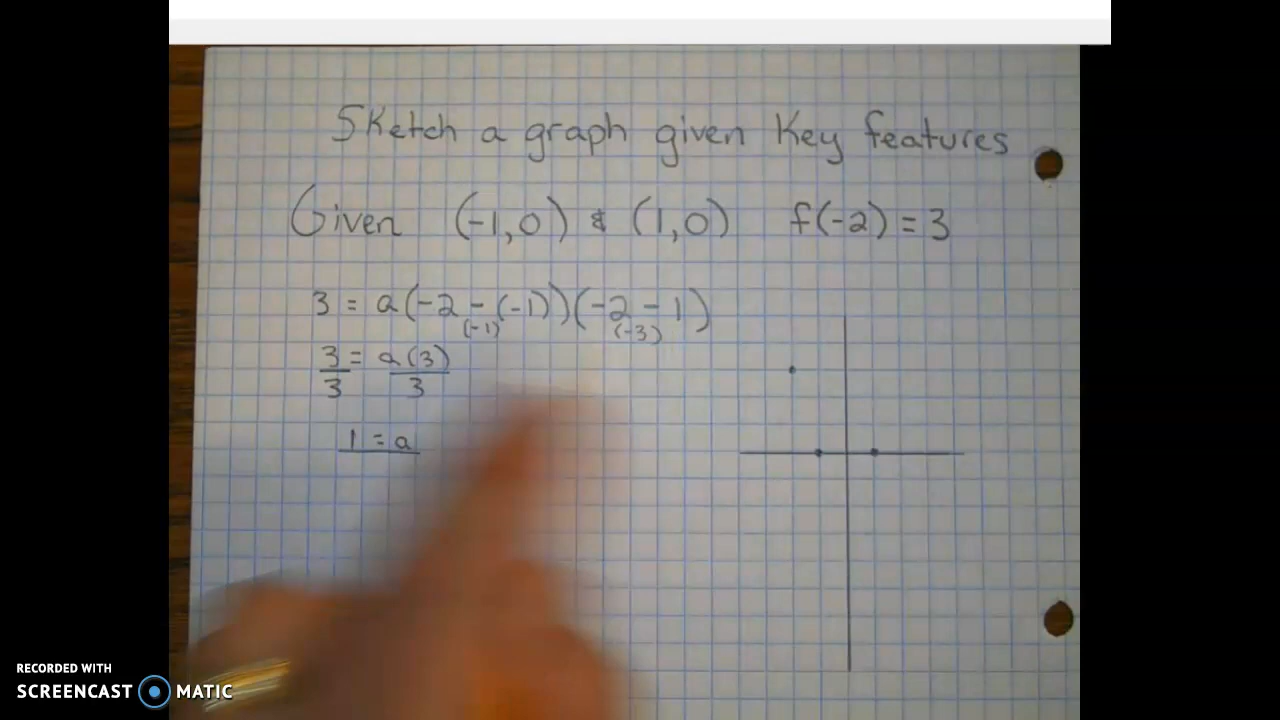 Sketch a graph given Key features
Given (-1,0) & (1,0) f(-2) = 3
3 = a(-2 - (-1))(-2 - 1)
(-1) (-3)
3 = a(3)
3 3
1 = a
RECORDED WITH
SCREENCAST MATIC